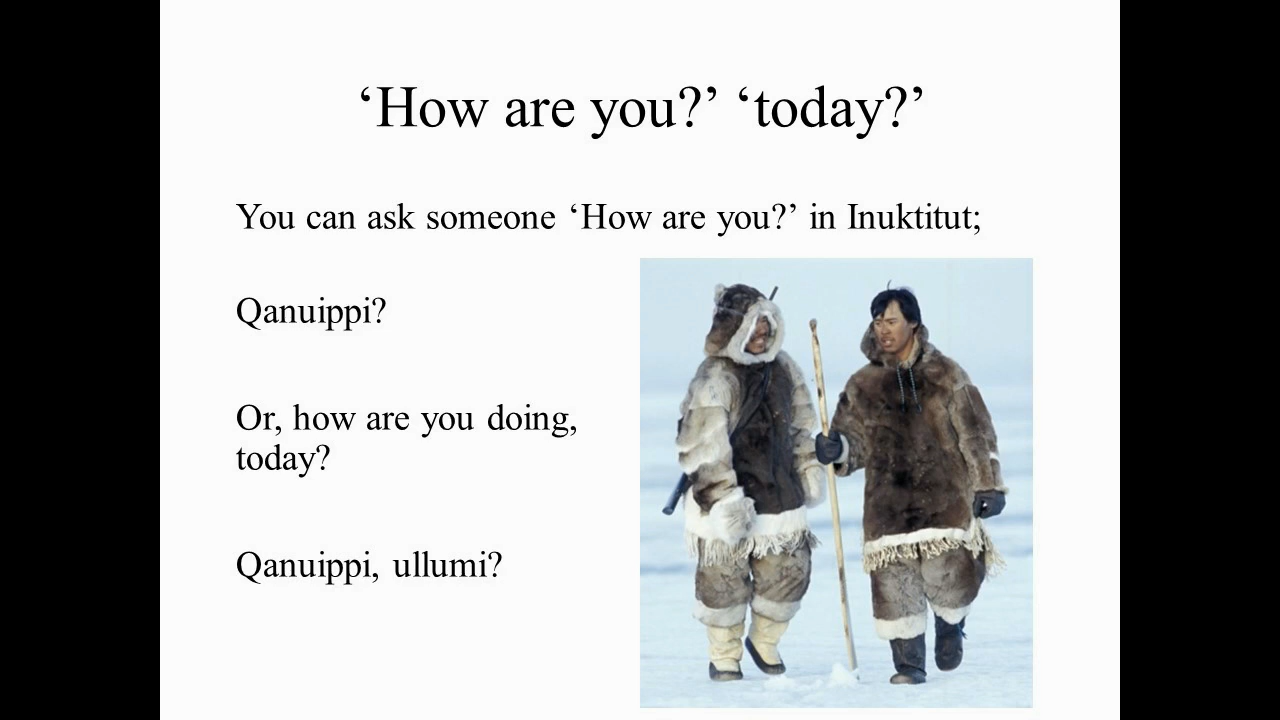 ‘How are you?’ ‘today?’
You can ask someone ‘How are you?’ in Inuktitut;
Qanuippi?
Or, how are you doing,
today?
Qanuippi, ullumi?